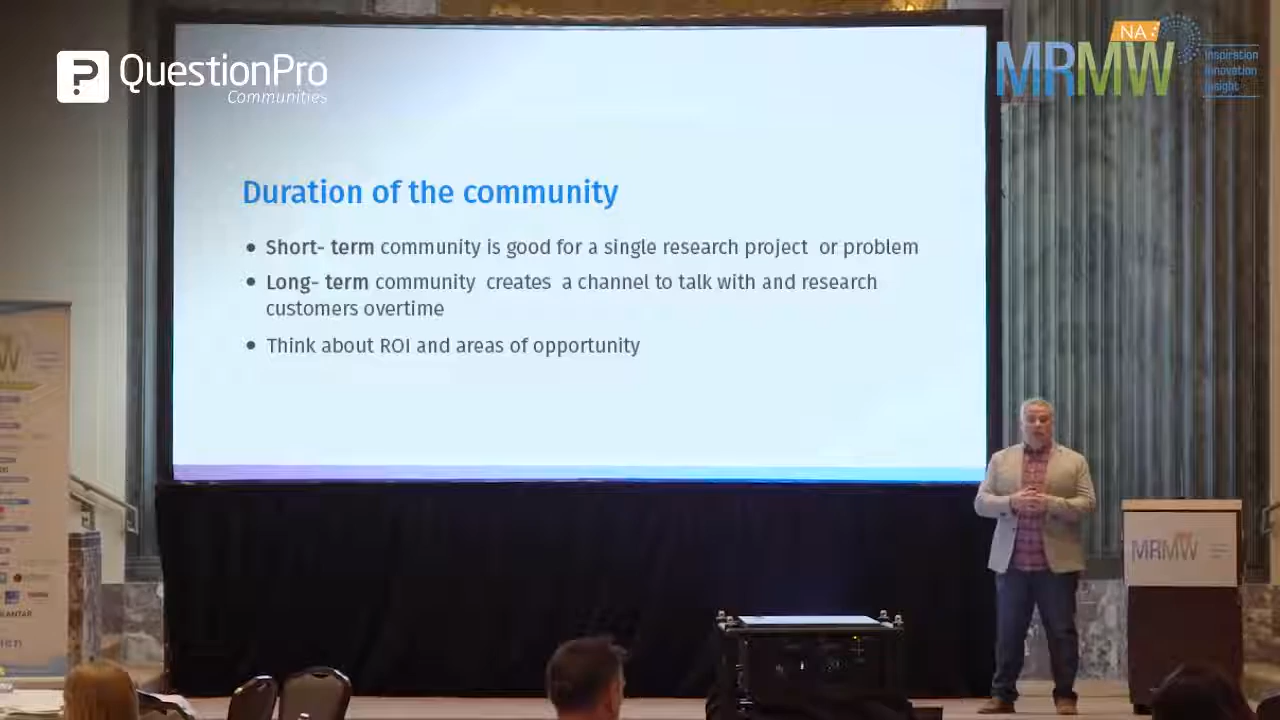 QuestionPro
Communities
NA
MRMW
Inspiration
Innovation
Insight
Duration of the community
• Short- term community is good for a single research project or problem
• Long- term community creates a channel to talk with and research
customers overtime
• Think about ROI and areas of opportunity
MRMW
W
KANTAR